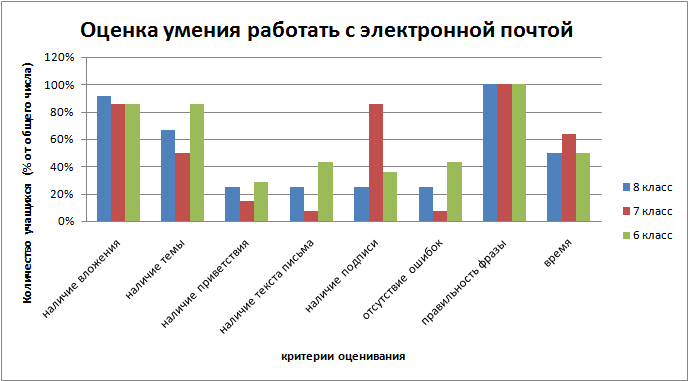 Оценка умения работать с электронной почтой
Количество учащихся (% от общего числа)
120%
100%
80%
60%
40%
20%
0%
наличие вложения
наличие темы
наличие приветствия
наличие текста письма
наличие подписи
отсутствие ошибок
правильность фразы
время
критерии оценивания
8 класс
7 класс
6 класс